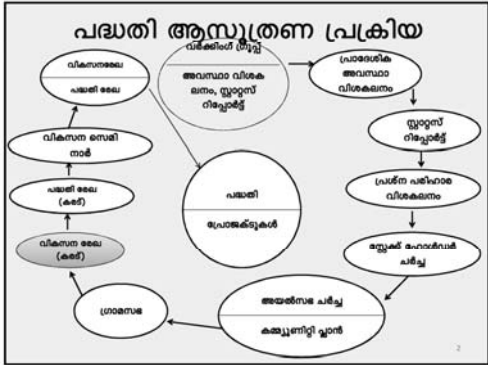 പദ്ധതി ആസൂത്രണ പ്രക്രിയ
വർക്കിംഗ് ഗ്രൂപ്പ്
അവസ്ഥാ വിശക
ലനം, സ്റ്റാറ്റസ്
റിപ്പോർട്ട്
പ്രാദേശിക
അവസ്ഥാ
വിശകലനം
സ്റ്റാറ്റസ്
റിപ്പോർട്ട്
പ്രശ്ന പരിഹാര
വിശകലനം
സ്റ്റേക്ക് ഹോൾഡർ
ചർച്ച
അയൽസഭ ചർച്ച
കമ്മ്യൂണിറ്റി പ്ലാൻ
ഗ്രാമസഭ
വികസന രേഖ
(കരട്)
പദ്ധതി രേഖ
(കരട്)
വികസന സെമി
നാർ
വികസനരേഖ
പദ്ധതി രേഖ
പദ്ധതി
പ്രോജക്ടുകൾ
2